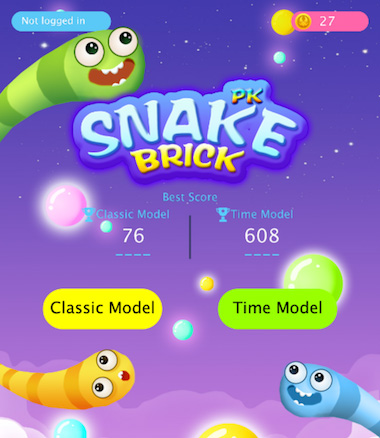 Not logged in
27
PK
SNAKE
BRICK
Best Score
Classic Model Time Model
76 608
Classic Model Time Model